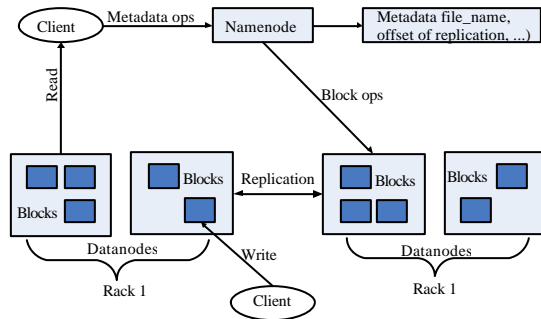 Client
Metadata ops
Namenode
Metadata file_name,
offset of replication, ...)
Read
Block ops
Blocks
Blocks
Replication
Blocks
Blocks
Datanodes
Write
Datanodes
Rack 1
Client
Rack 1